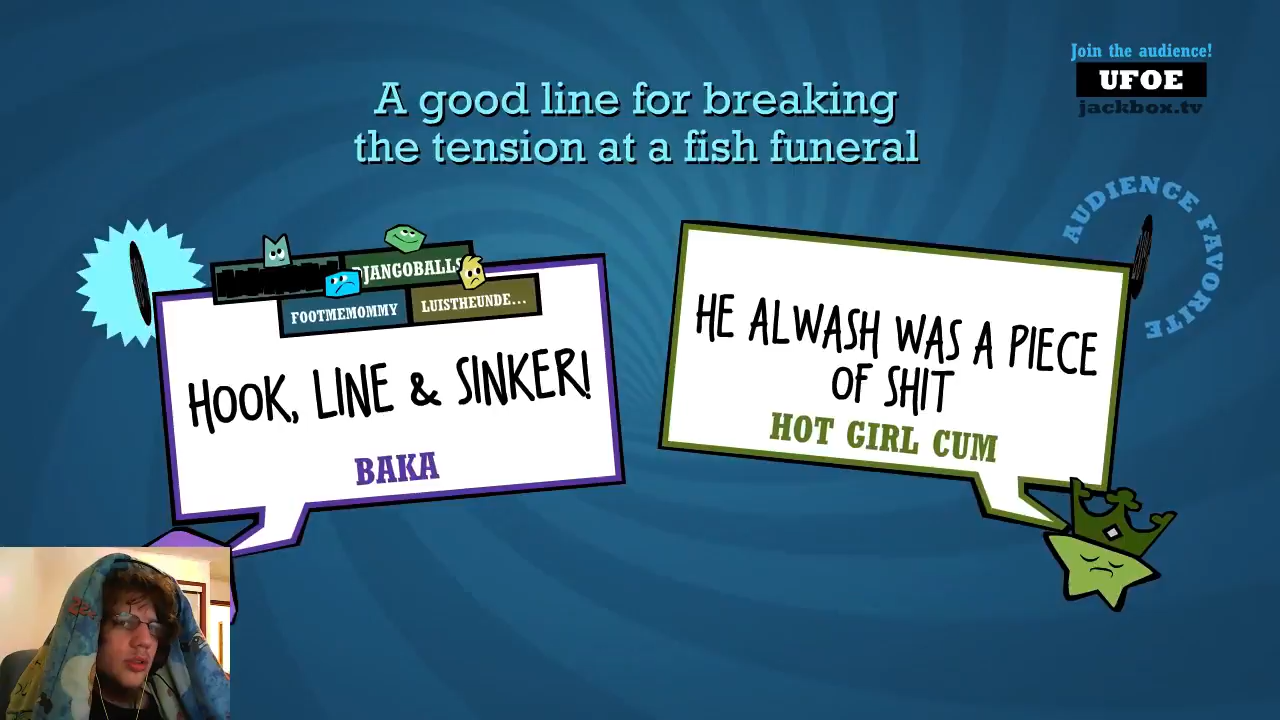 Join the audience!
UFOE
jackbox.tv
A good line for breaking
the tension at a fish funeral
AUDIENCE FAVORITE
DJANGOBALLS
FOOTMEMOMMY
LUISTHEUNDE...
HOOK, LINE & SINKER!
BAKA
HE ALWASH WAS A PIECE
OF SHIT
HOT GIRL CUM